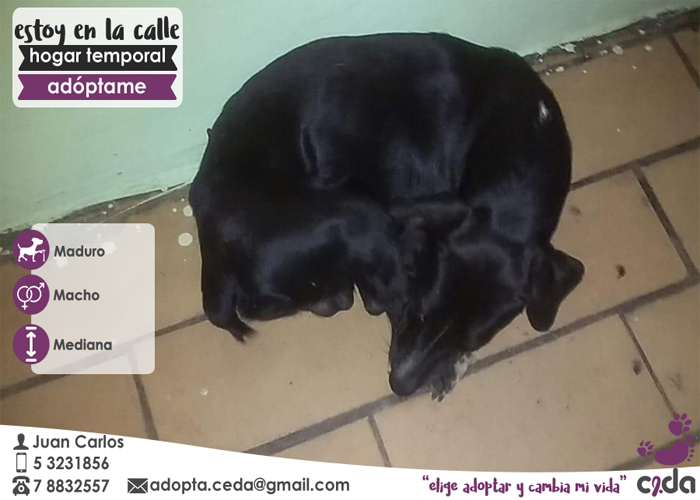 estoy en la calle
hogar temporal
adóptame
ceda
Maduro
Macho
Mediana
Juan Carlos
5 3231856
7 8832557
adopta.ceda@gmail.com
“elige adoptar y cambia mi vida”
ceda